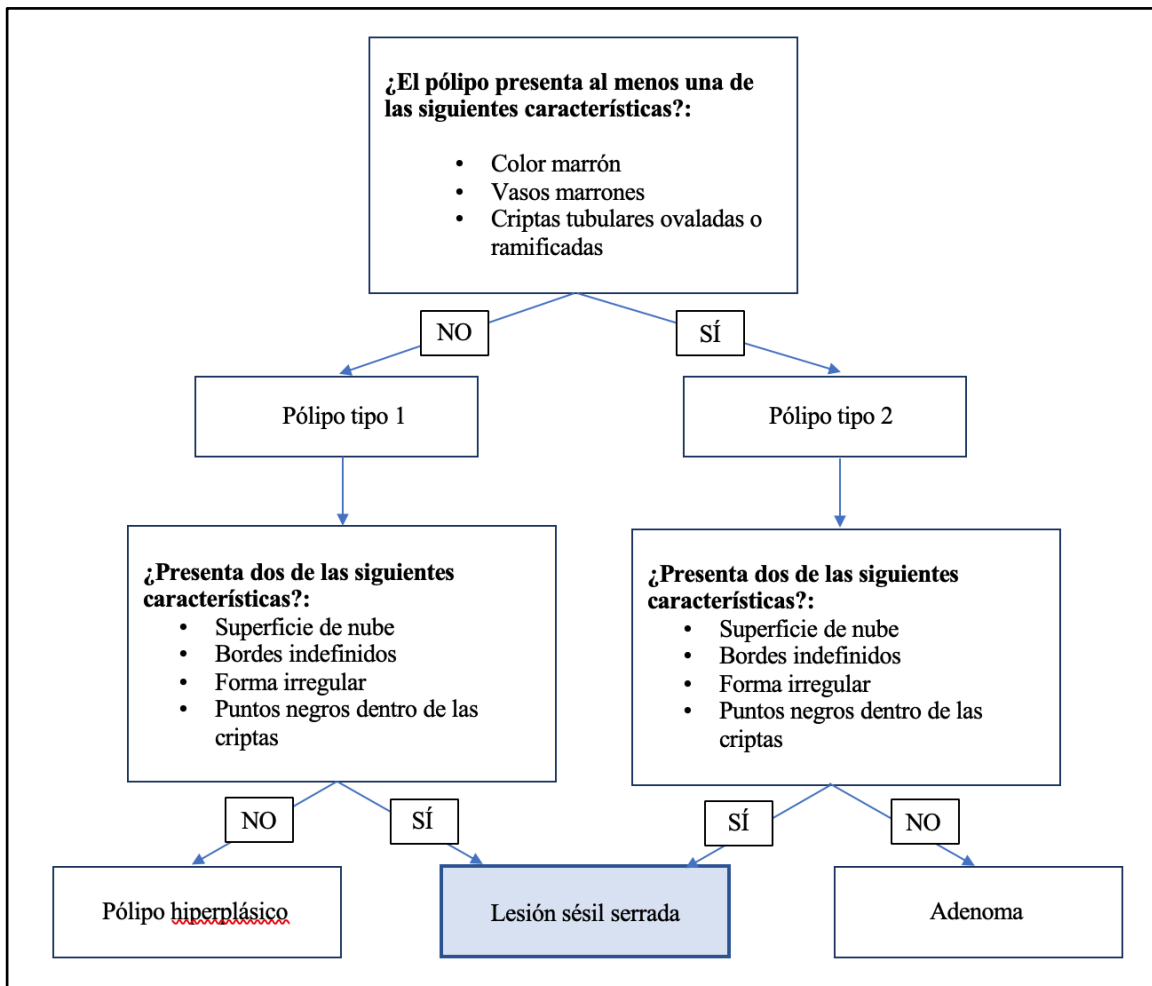 ¿El pólipo presenta al menos una de
las siguientes características?:
• Color marrón
• Vasos marrones
• Criptas tubulares ovaladas o
ramificadas
NO
SÍ
Pólipo tipo 1
Pólipo tipo 2
¿Presenta dos de las siguientes
características?:
• Superficie de nube
• Bordes indefinidos
• Forma irregular
• Puntos negros dentro de las
criptas
¿Presenta dos de las siguientes
características?:
• Superficie de nube
• Bordes indefinidos
• Forma irregular
• Puntos negros dentro de las
criptas
NO
SÍ
SÍ
NO
Pólipo hiperplásico
Lesión sésil serrada
Adenoma